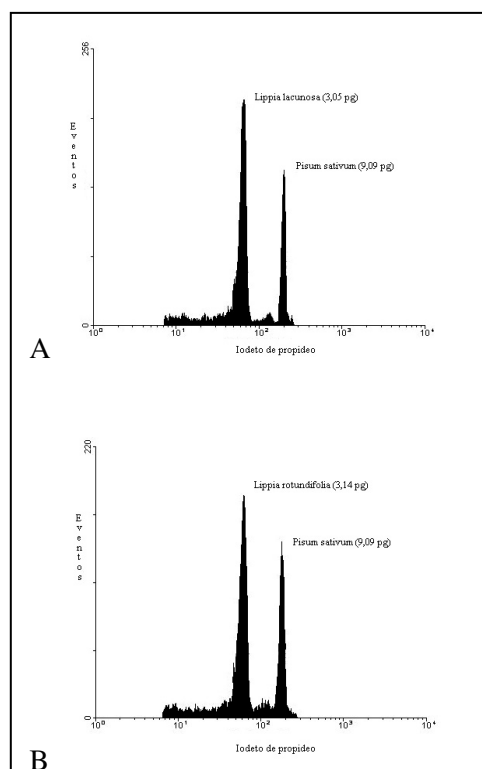 256
Lippia lacunosa (3,05 pg)
Pisum sativum (9,09 pg)
Eventos
0
10⁰ 10¹ 10² 10³ 10⁴
Iodeto de propideo
A
220
Lippia rotundifolia (3,14 pg)
Pisum sativum (9,09 pg)
Eventos
0
10⁰ 10¹ 10² 10³ 10⁴
Iodeto de propideo
B